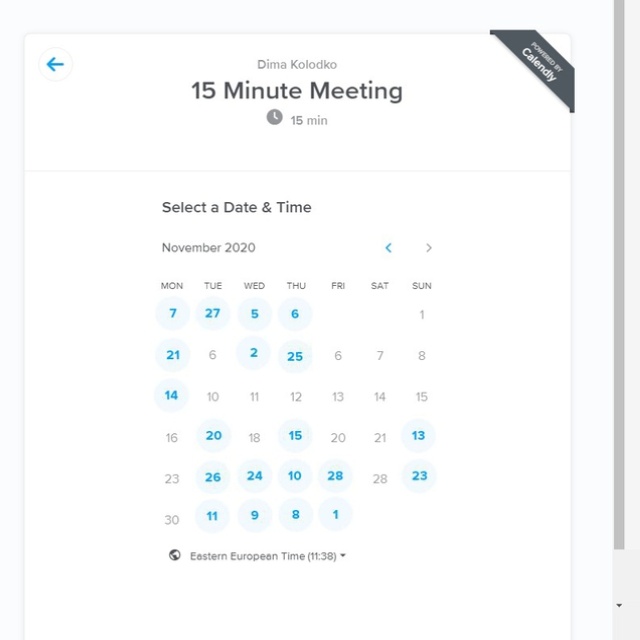 POWERED BY
Calendly
Dima Kolodko
15 Minute Meeting
15 min
Select a Date & Time
November 2020
MON TUE WED THU FRI SAT SUN
7 27 5 6 1
21 6 2 25 6 7 8
14 10 11 12 13 14 15
16 20 18 15 20 21 13
23 26 24 10 28 28 23
30 11 9 8 1
Eastern European Time (11:38)